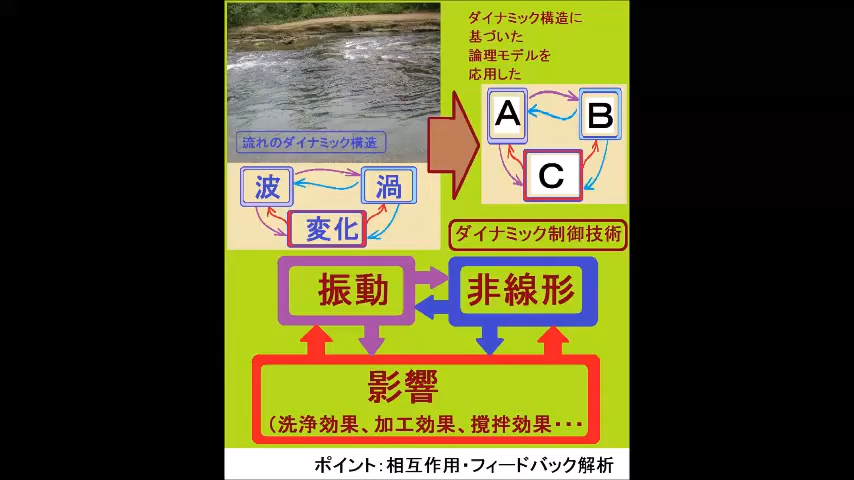 ダイナミック構造に
基づいた
論理モデルを
応用した
流れのダイナミック構造
波
渦
変化
A
B
C
ダイナミック制御技術
振動
非線形
影響
（洗浄効果、加工効果、撹拌効果・・・
ポイント：相互作用・フィードバック解析